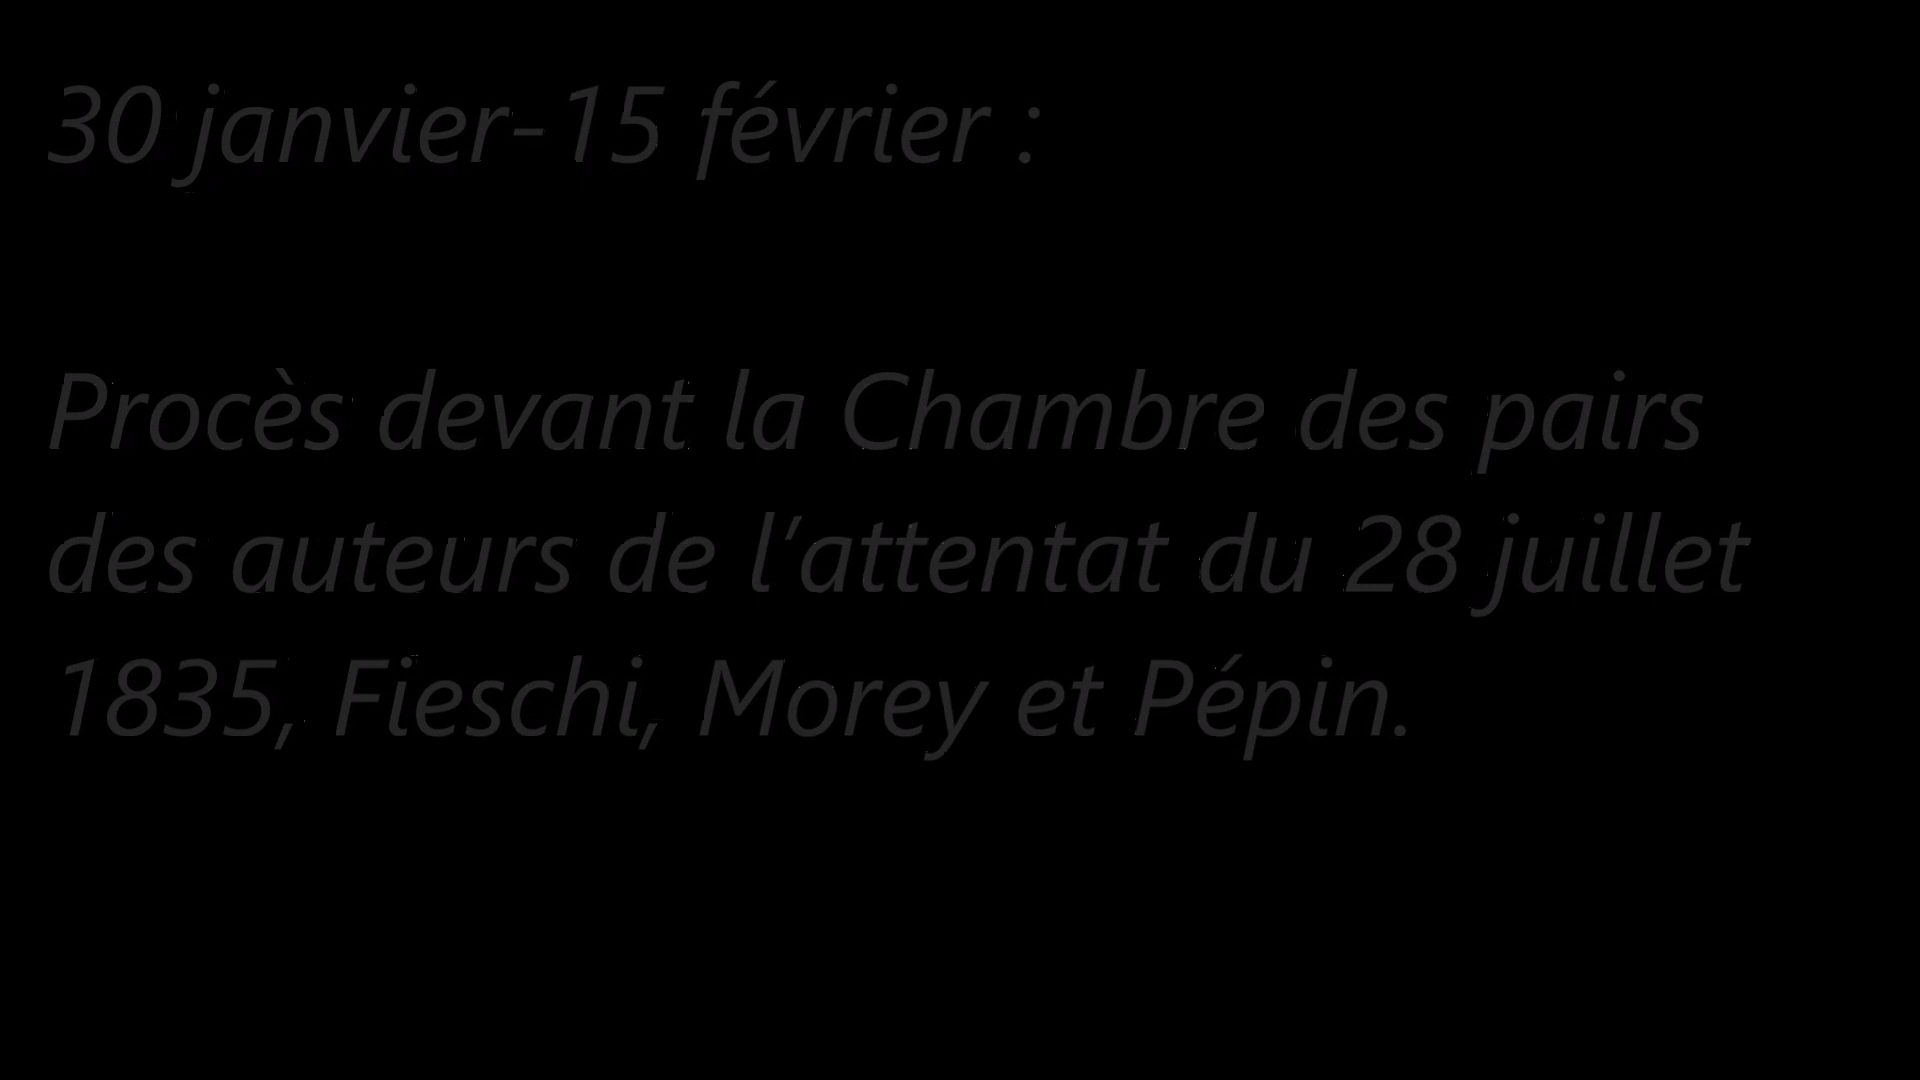 30 janvier-15 février :
Procès devant la Chambre des pairs
des auteurs de l’attentat du 28 juillet
1835, Fieschi, Morey et Pépin.